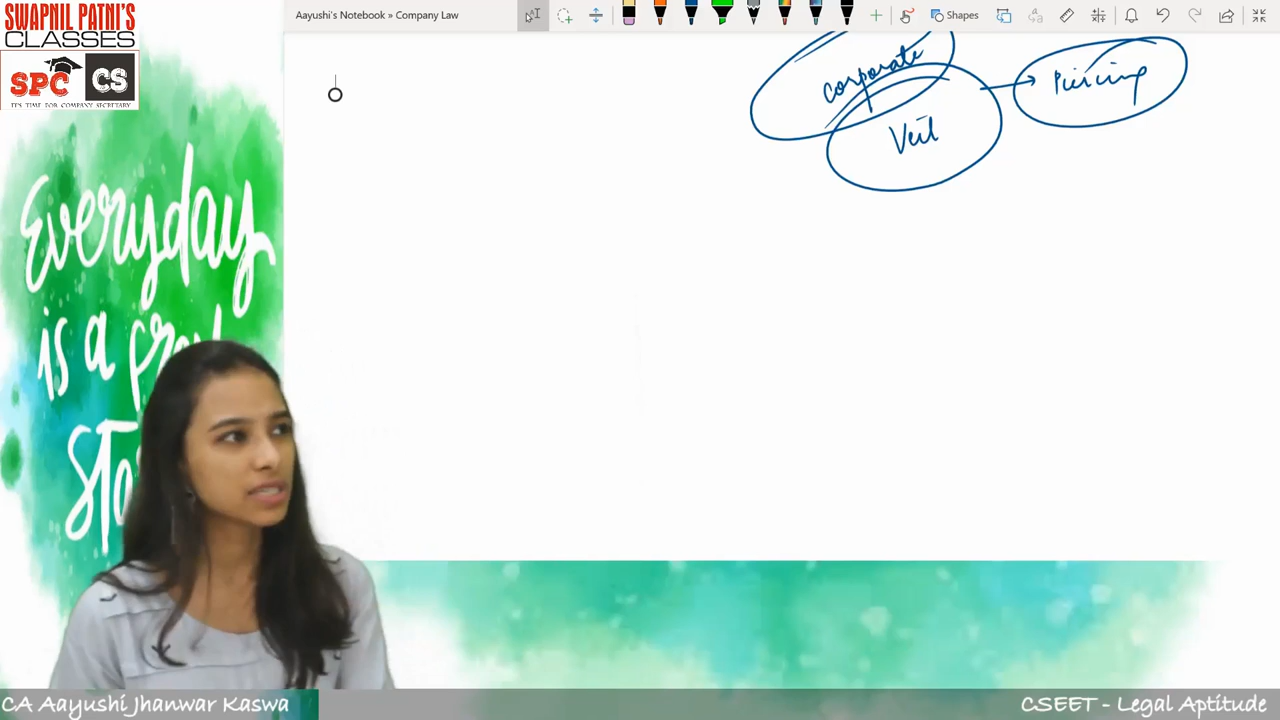 SWAPNIL PATNI'S
CLASSES
SPC CS
IT'S TIME FOR COMPANY SECRETARY
Aayushi's Notebook » Company Law
Shapes
corporate
Veil
Piercing
Everyday
is a
CA Aayushi Jhanwar Kaswa
CSEET - Legal Aptitude